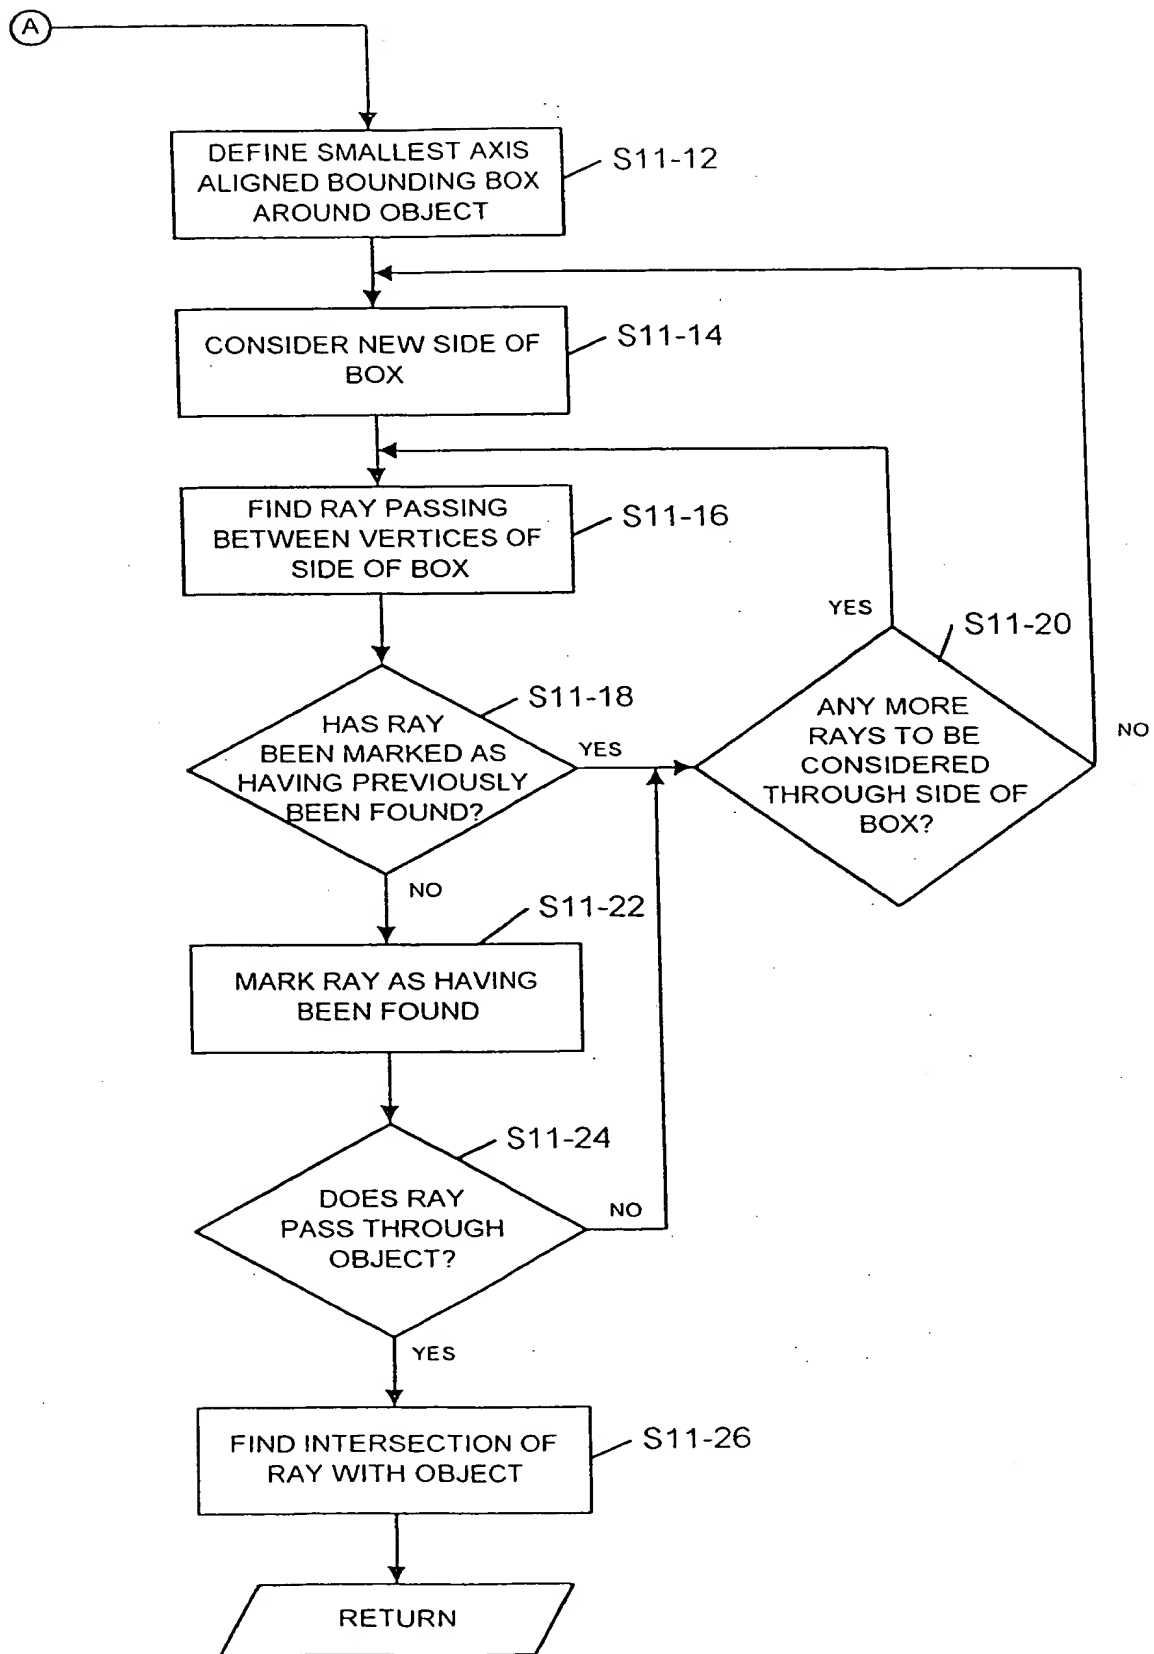 A
DEFINE SMALLEST AXIS
ALIGNED BOUNDING BOX
AROUND OBJECT
S11-12
CONSIDER NEW SIDE OF
BOX
S11-14
FIND RAY PASSING
BETWEEN VERTICES OF
SIDE OF BOX
S11-16
HAS RAY
BEEN MARKED AS
HAVING PREVIOUSLY
BEEN FOUND?
S11-18
YES
NO
YES
S11-20
ANY MORE
RAYS TO BE
CONSIDERED
THROUGH SIDE OF
BOX?
NO
S11-22
MARK RAY AS HAVING
BEEN FOUND
S11-24
DOES RAY
PASS THROUGH
OBJECT?
NO
YES
FIND INTERSECTION OF
RAY WITH OBJECT
S11-26
RETURN